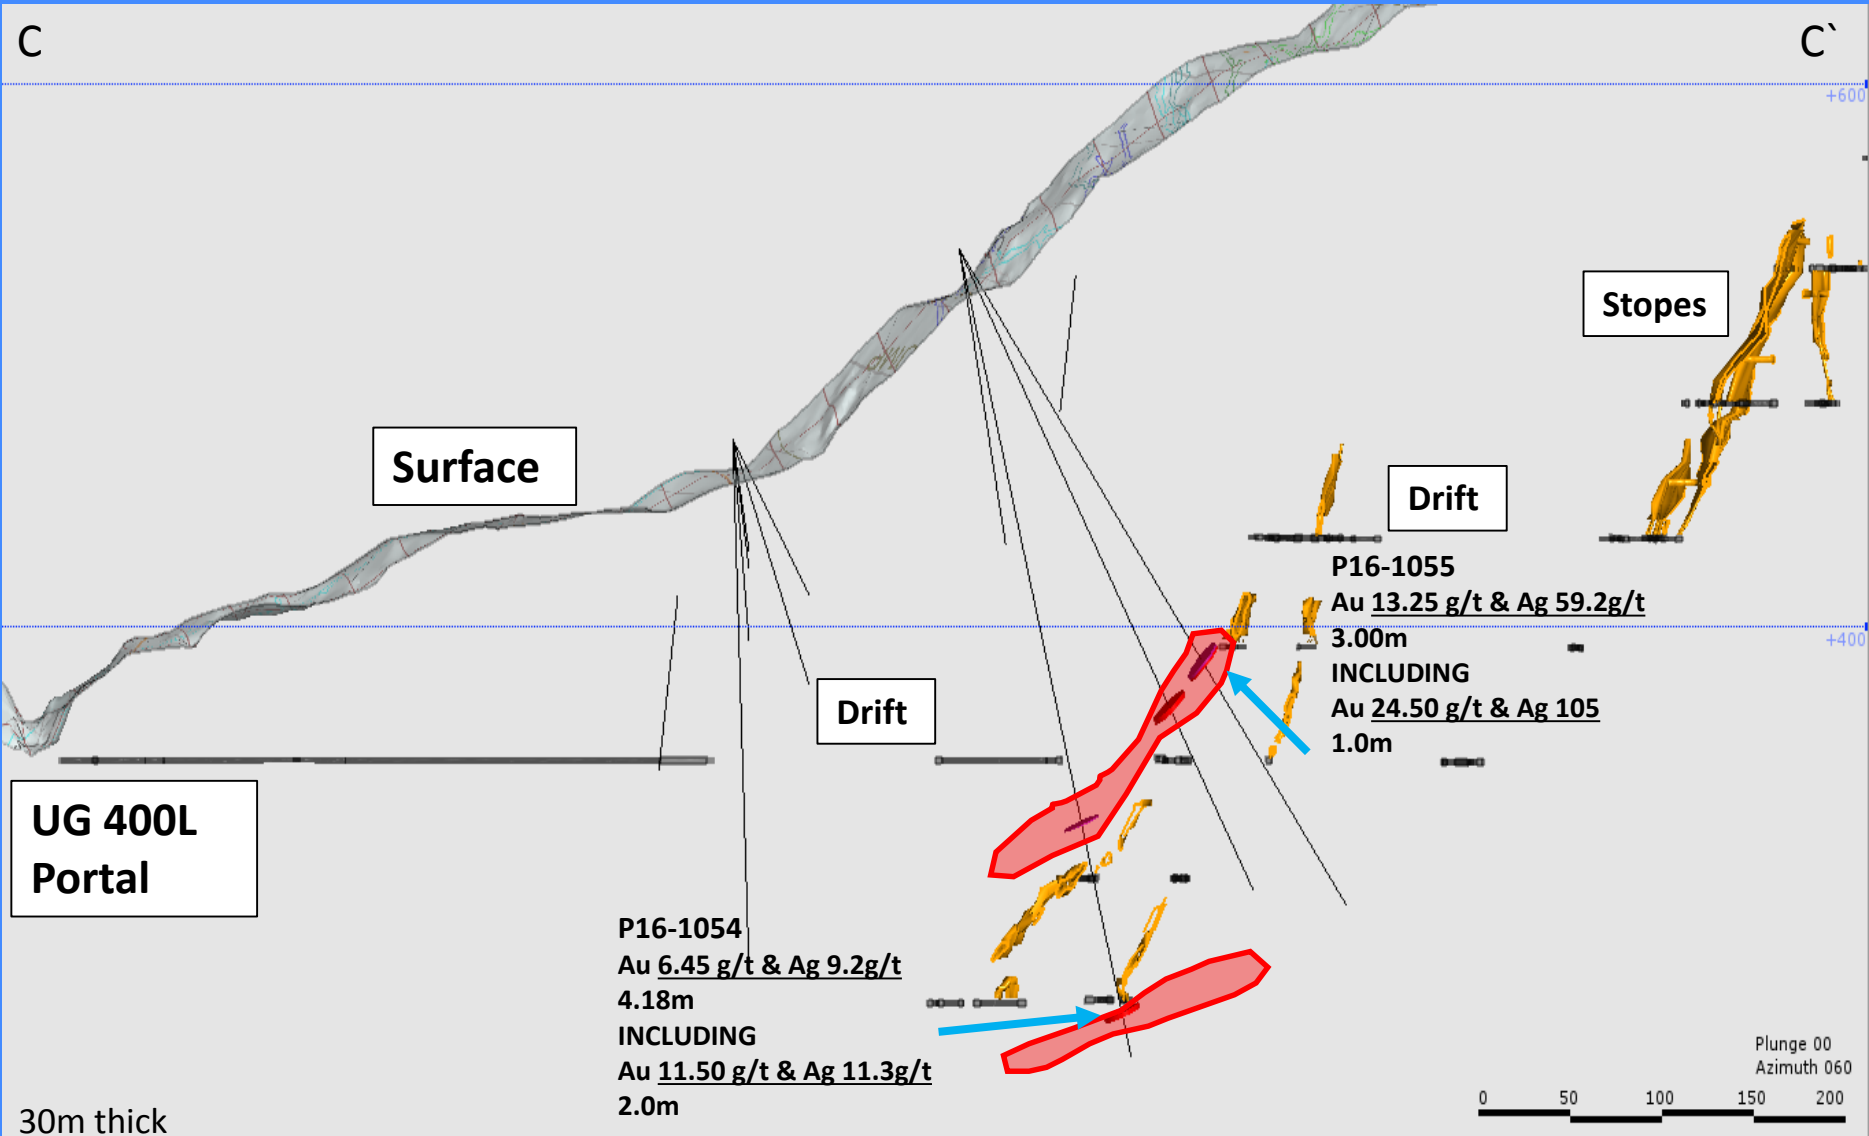 C
C`
+600
Stopes
Surface
Drift
P16-1055
Au 13.25 g/t & Ag 59.2g/t
3.00m
INCLUDING
Au 24.50 g/t & Ag 105
1.0m
+400
Drift
UG 400L
Portal
P16-1054
Au 6.45 g/t & Ag 9.2g/t
4.18m
INCLUDING
Au 11.50 g/t & Ag 11.3g/t
2.0m
Plunge 00
Azimuth 060
0 50 100 150 200
30m thick